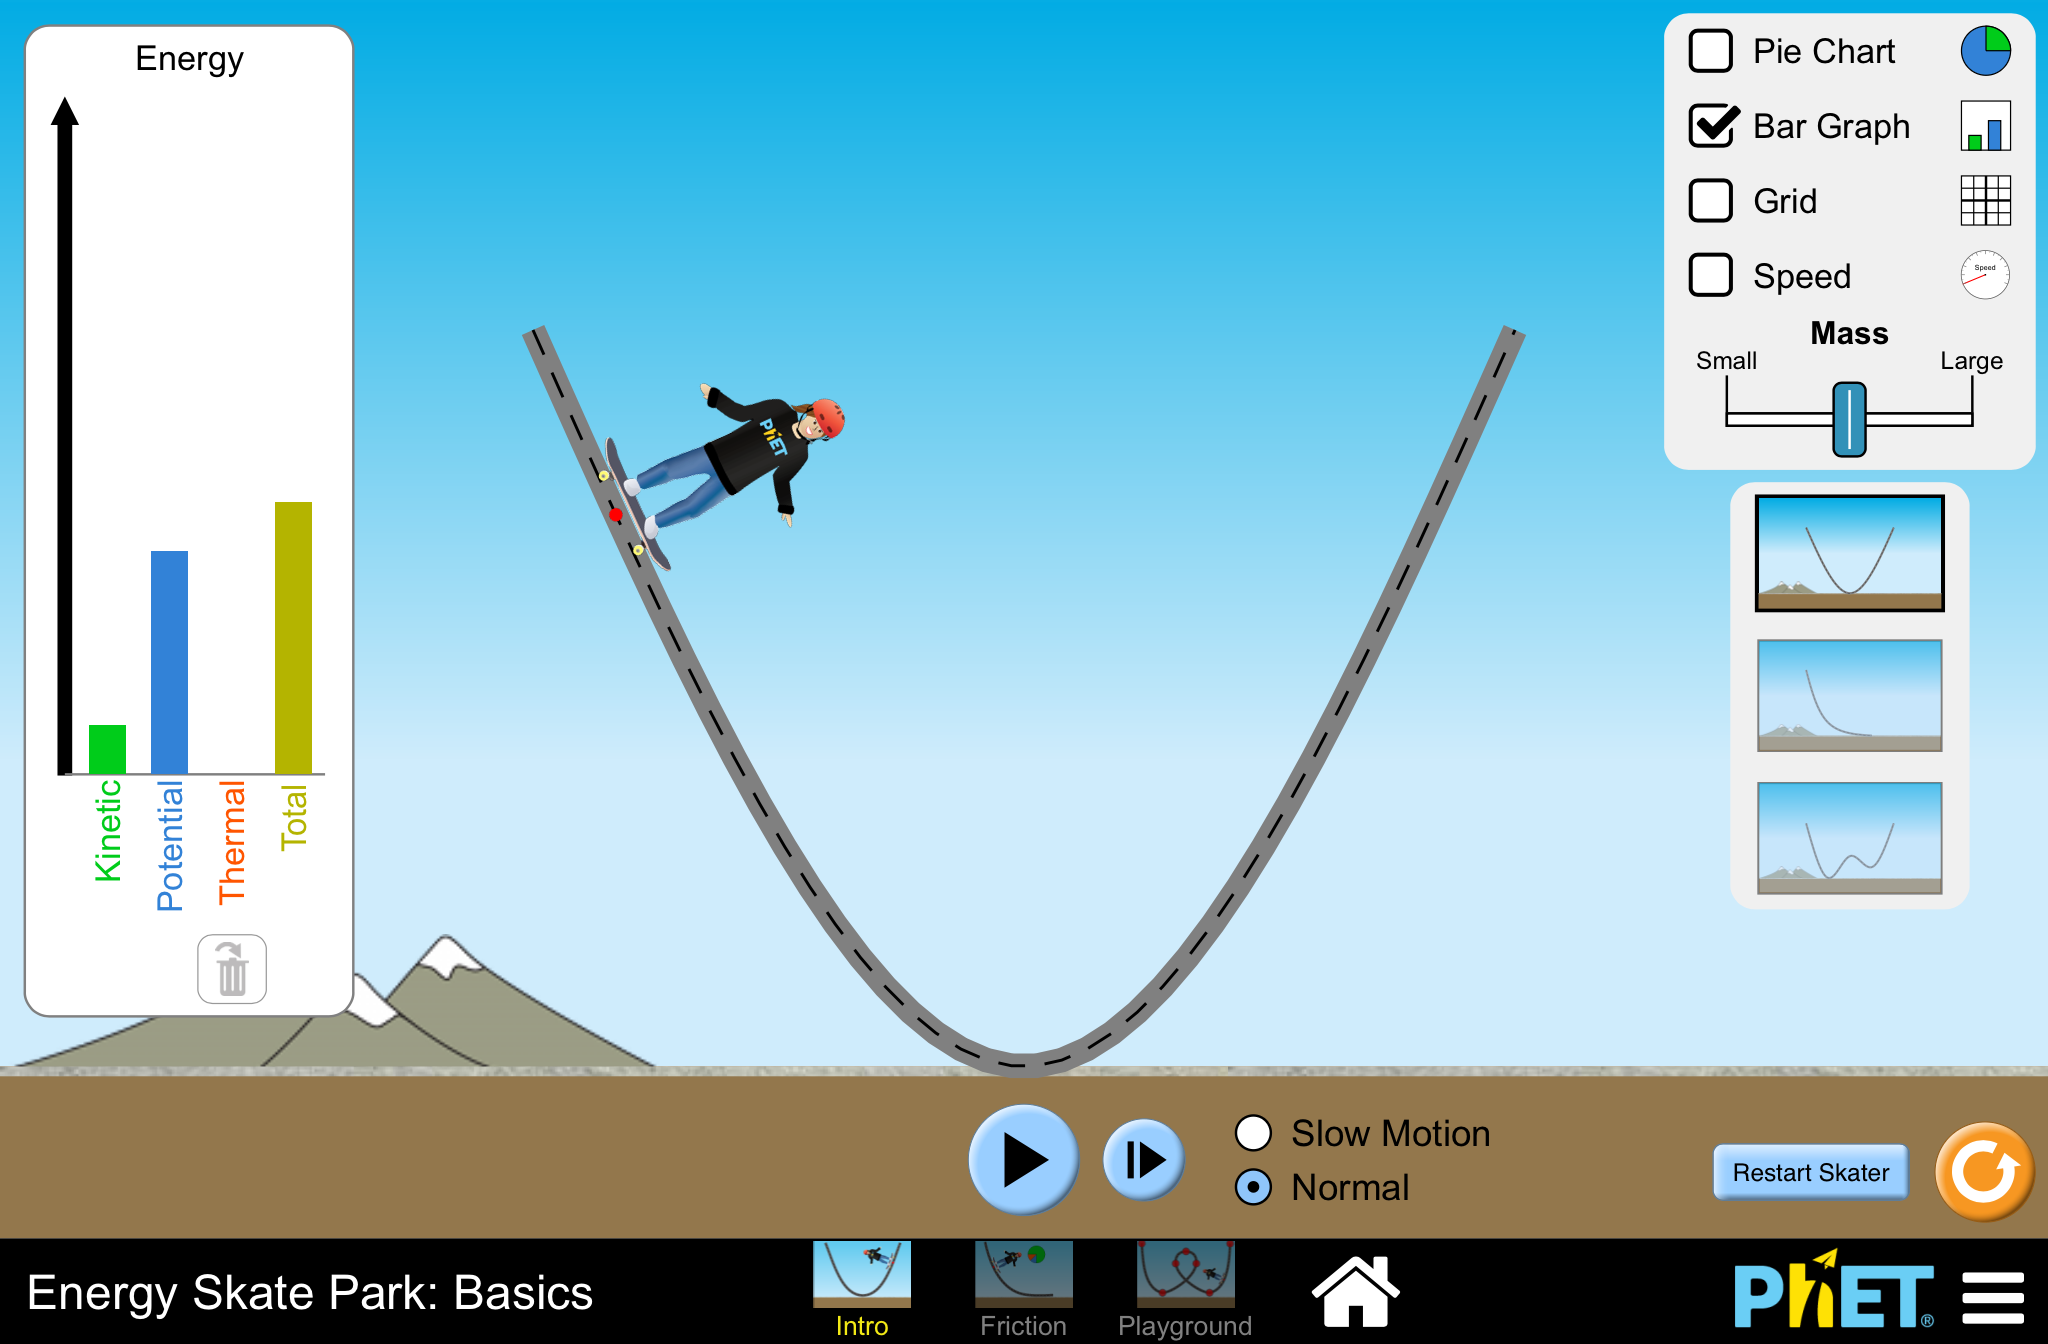 Energy
Kinetic
Potential
Thermal
Total
PhET
Pie Chart
Bar Graph
Grid
Speed
Speed
Mass
Small
Large
Slow Motion
Normal
Restart Skater
Energy Skate Park: Basics
Intro
Friction
Playground
PhET®